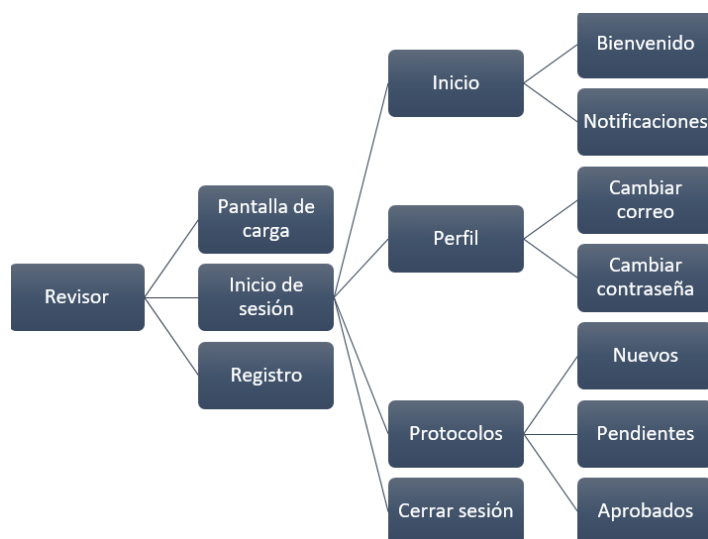 Revisor
Pantalla de
carga
Inicio de
sesión
Registro
Inicio
Bienvenido
Notificaciones
Perfil
Cambiar
correo
Cambiar
contraseña
Protocolos
Nuevos
Pendientes
Aprobados
Cerrar sesión